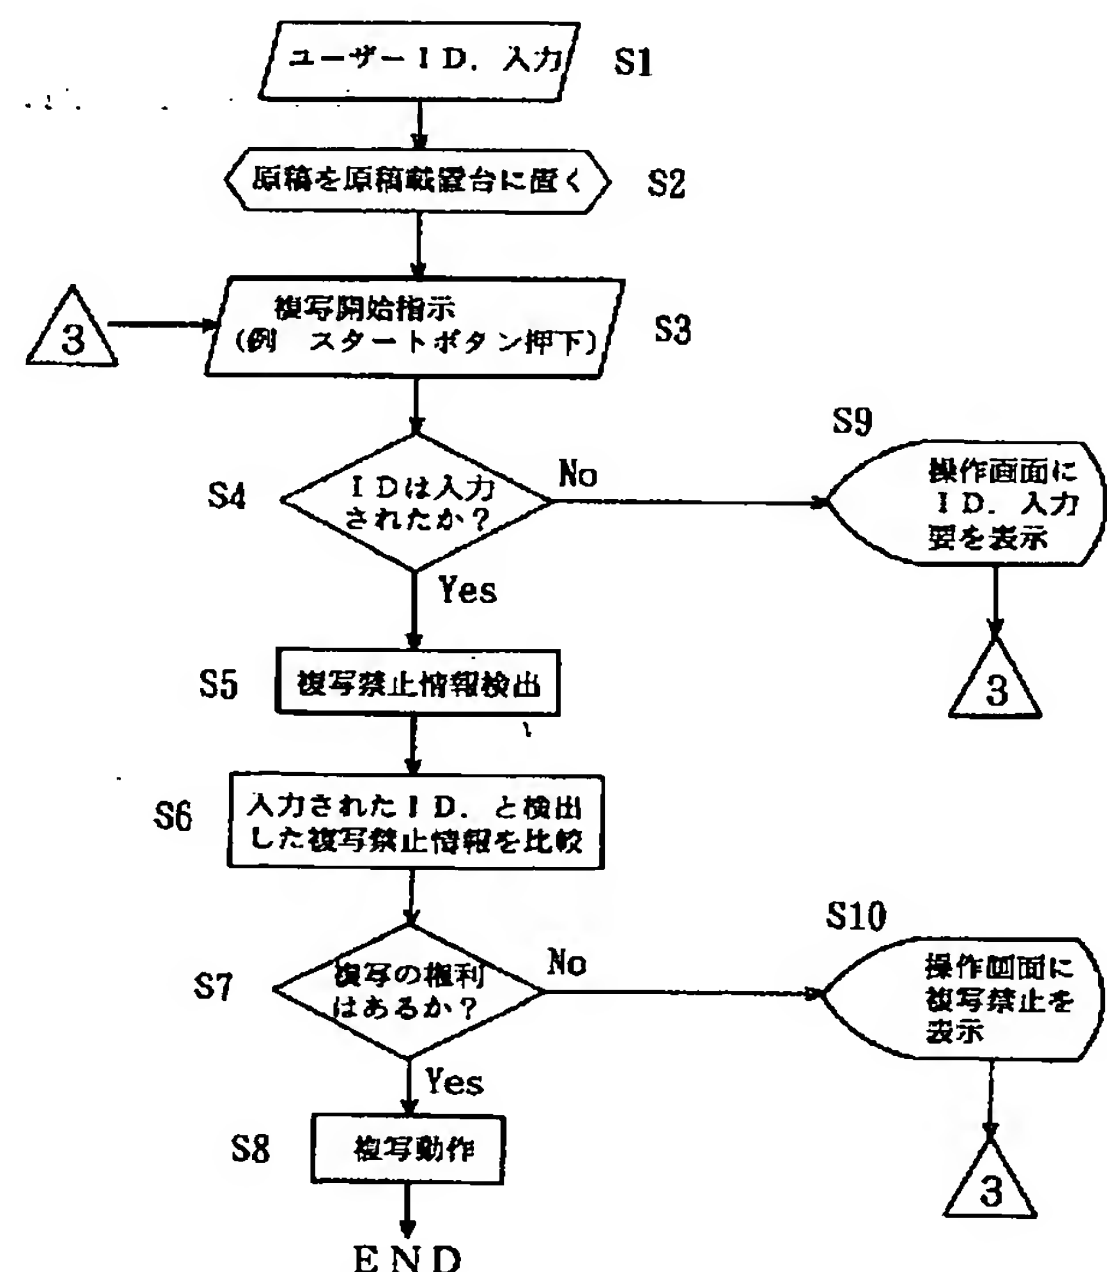 ユーザーＩＤ．入力
S1
原稿を原稿載置台に置く
S2
複写開始指示
(例　スタートボタン押下)
S3
3
S4
ＩＤは入力
されたか？
No
Yes
S9
操作画面に
ＩＤ．入力
要を表示
3
S5
複写禁止情報検出
S6
入力されたＩＤ．と検出
した複写禁止情報を比較
S7
複写の権利
はあるか？
No
Yes
S10
操作画面に
複写禁止を
表示
3
S8
複写動作
ＥＮＤ